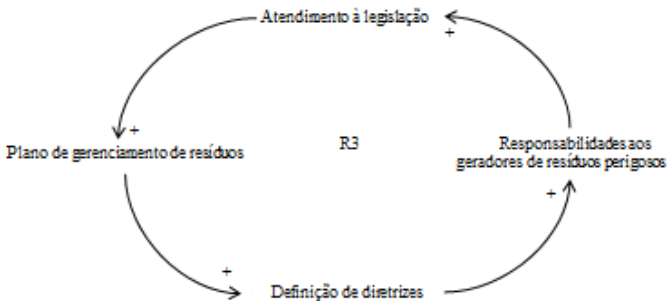 Atendimento à legislação
+
+
Plano de gerenciamento de resíduos
R3
Responsabilidades aos
geradores de resíduos perigosos
+
+
Definição de diretrizes